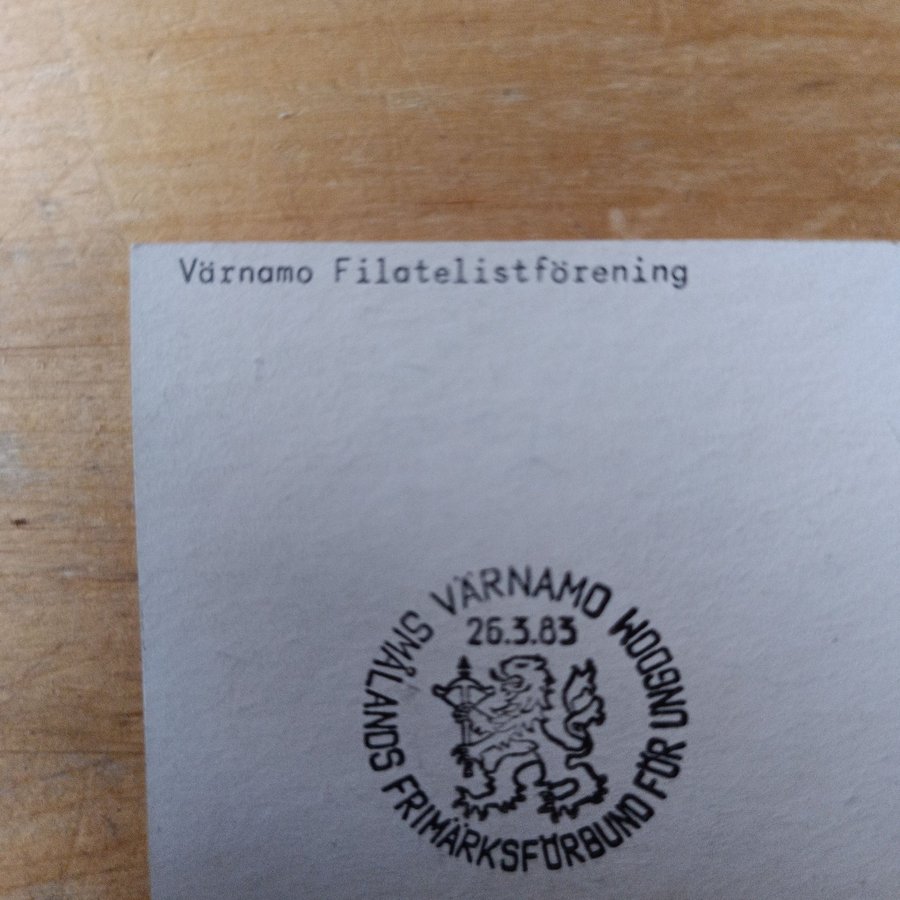 Värnamo Filatelistförening
VÄRNAMO
26.3.83
SMÅLANDS FRIMÄRKSFÖRBUND FÖR UNGDOM